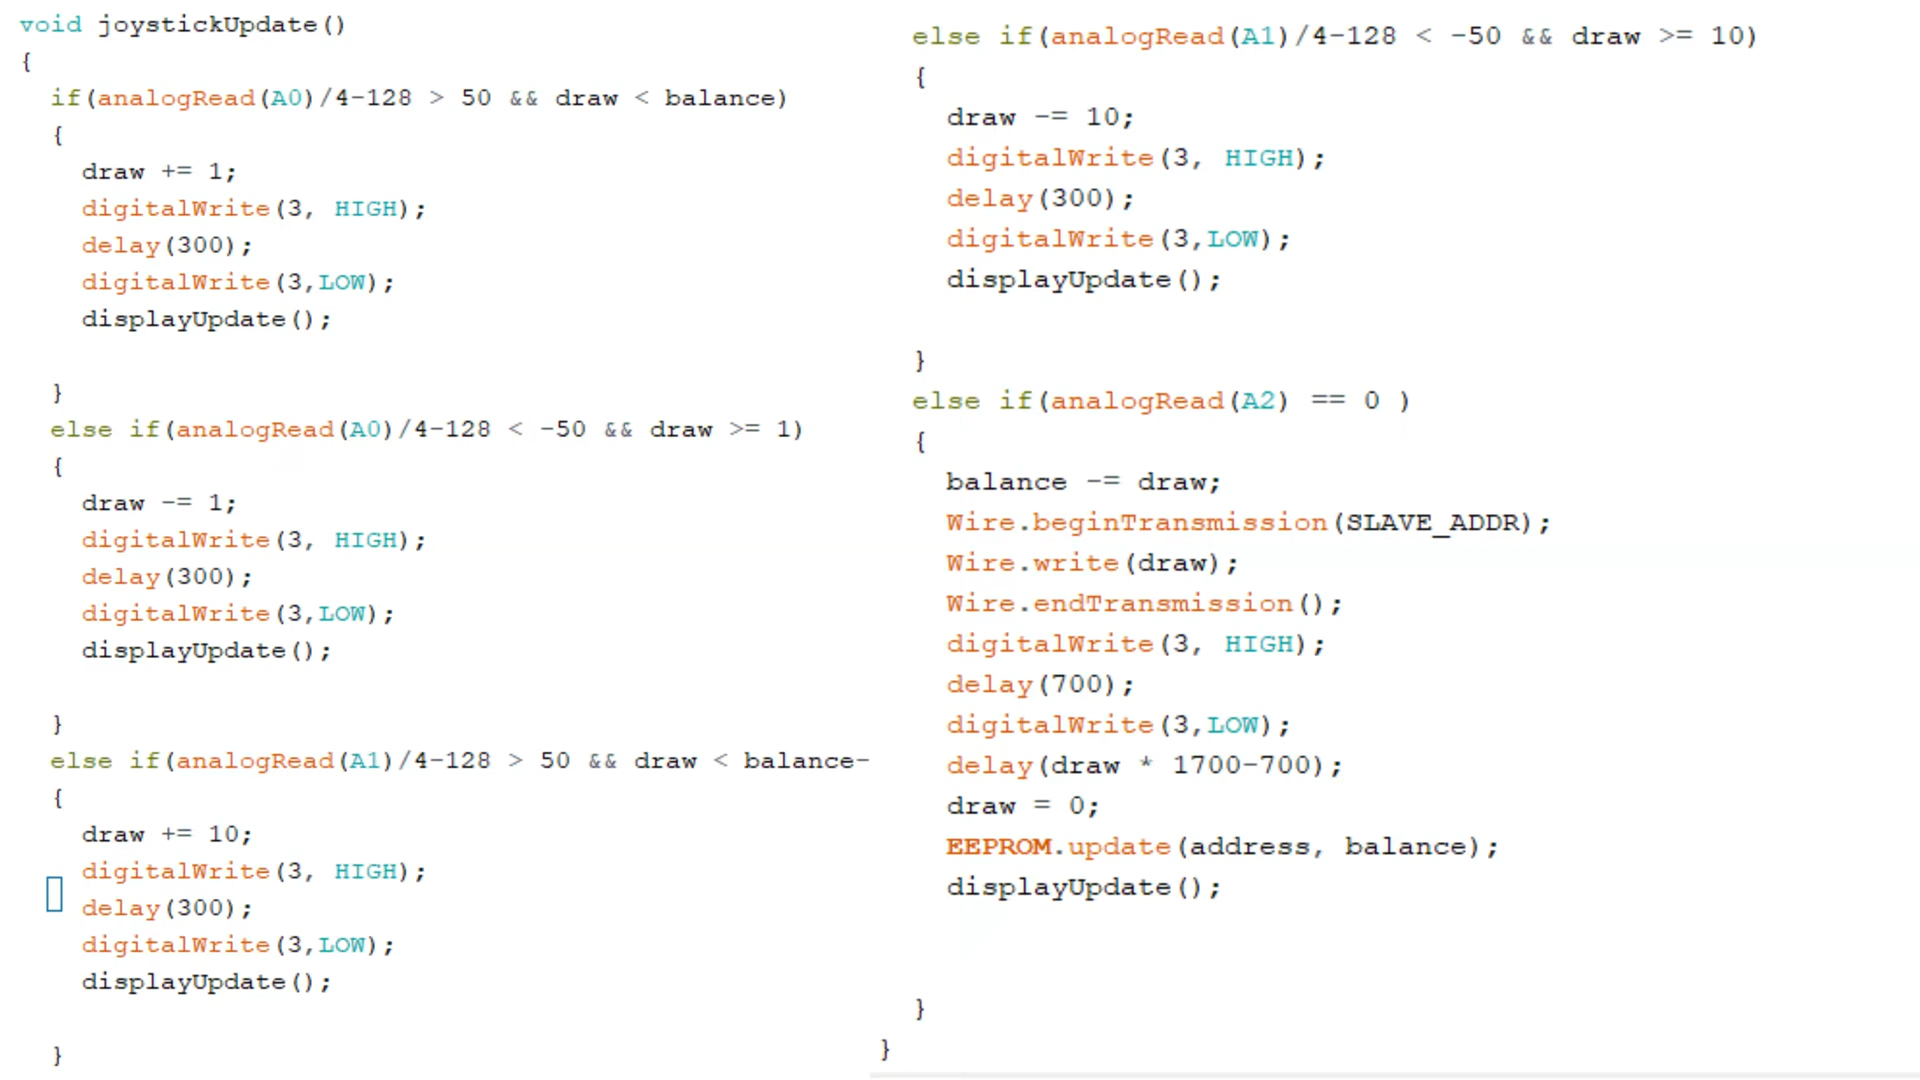 void joystickUpdate()
{
if(analogRead(A0)/4-128 > 50 && draw < balance)
{
draw += 1;
digitalWrite(3, HIGH);
delay(300);
digitalWrite(3,LOW);
displayUpdate();
}
else if(analogRead(A0)/4-128 < -50 && draw >= 1)
{
draw -= 1;
digitalWrite(3, HIGH);
delay(300);
digitalWrite(3,LOW);
displayUpdate();
}
else if(analogRead(A1)/4-128 > 50 && draw < balance-
{
draw += 10;
digitalWrite(3, HIGH);
delay(300);
digitalWrite(3,LOW);
displayUpdate();
}
else if(analogRead(A1)/4-128 < -50 && draw >= 10)
{
draw -= 10;
digitalWrite(3, HIGH);
delay(300);
digitalWrite(3,LOW);
displayUpdate();
}
else if(analogRead(A2) == 0 )
{
balance -= draw;
Wire.beginTransmission(SLAVE_ADDR);
Wire.write(draw);
Wire.endTransmission();
digitalWrite(3, HIGH);
delay(700);
digitalWrite(3,LOW);
delay(draw * 1700-700);
draw = 0;
EEPROM.update(address, balance);
displayUpdate();
}
}